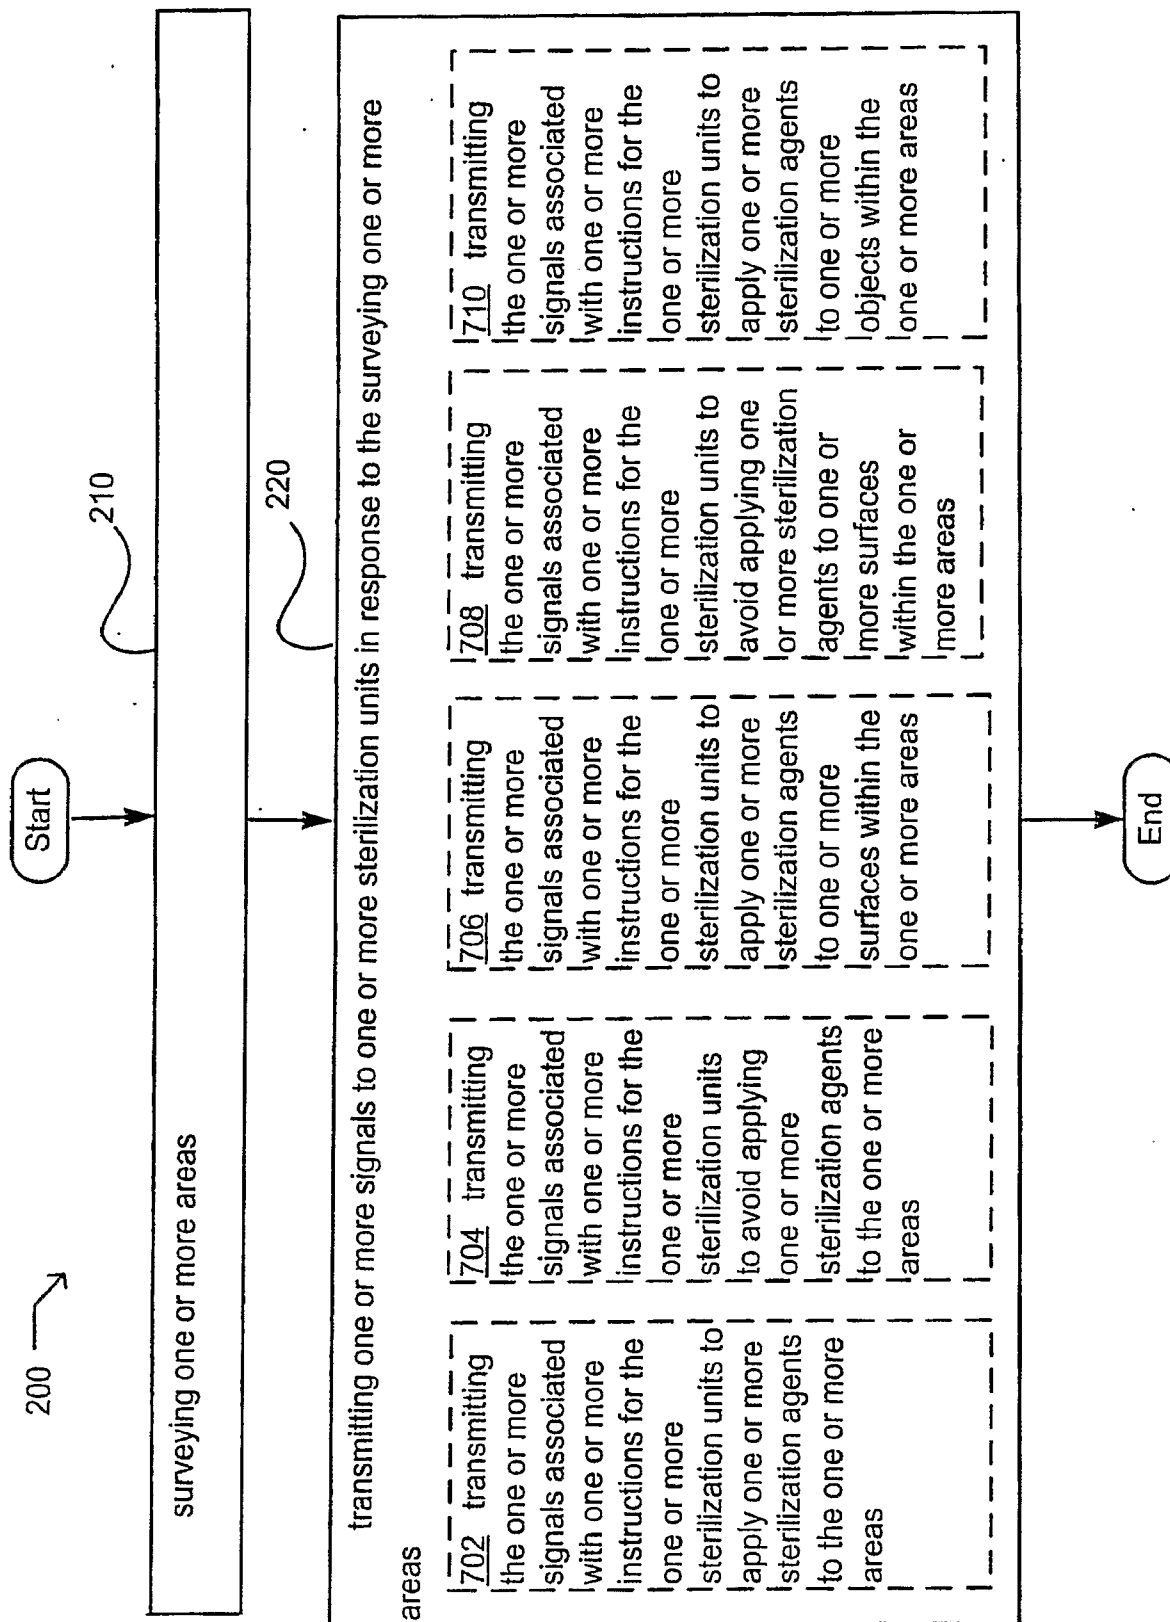 200
Start
210
surveying one or more areas
220
transmitting one or more signals to one or more sterilization units in response to the surveying one or more
areas
702 transmitting
the one or more
signals associated
with one or more
instructions for the
one or more
sterilization units to
apply one or more
sterilization agents
to the one or more
areas
704 transmitting
the one or more
signals associated
with one or more
instructions for the
one or more
sterilization units
to avoid applying
one or more
sterilization agents
to the one or more
areas
706 transmitting
the one or more
signals associated
with one or more
instructions for the
one or more
sterilization units to
apply one or more
sterilization agents
to one or more
surfaces within the
one or more areas
708 transmitting
the one or more
signals associated
with one or more
instructions for the
one or more
sterilization units to
avoid applying one
or more sterilization
agents to one or
more surfaces
within the one or
more areas
710 transmitting
the one or more
signals associated
with one or more
instructions for the
one or more
sterilization units to
apply one or more
sterilization agents
to one or more
objects within the
one or more areas
End